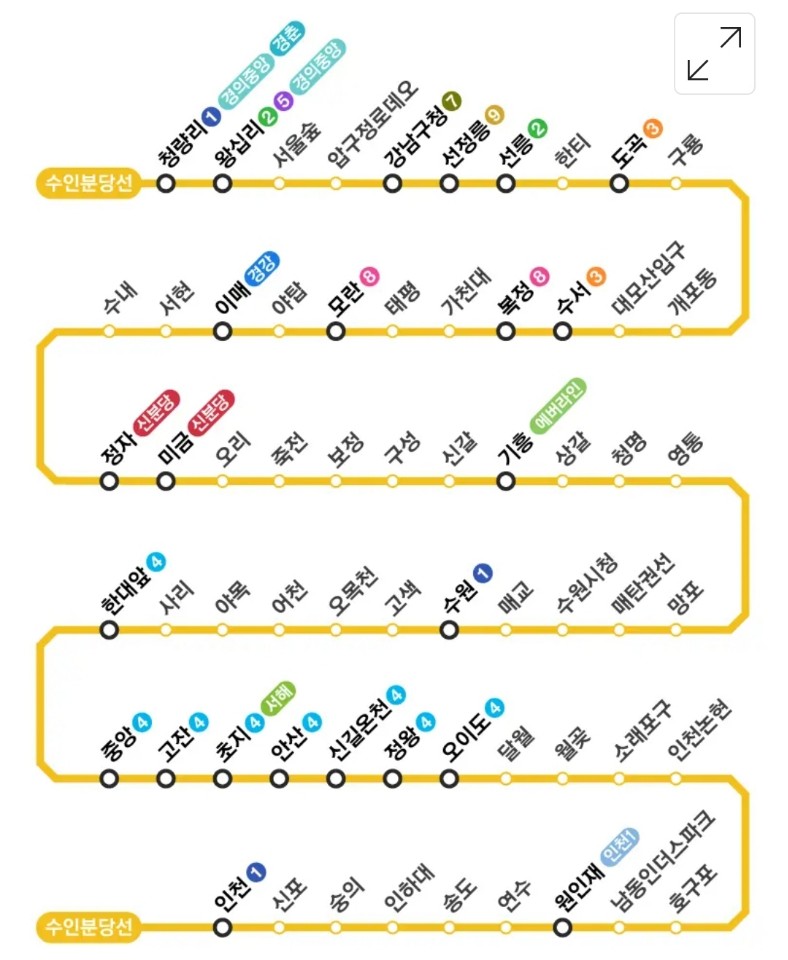 수인분당선
청량리 1 경의중앙 경춘
왕십리 2 5 경의중앙
서울숲
압구정로데오
강남구청 7
선정릉 9
선릉 2
한티
도곡 3
구룡
수내
서현
이매 경강
야탑
모란 8
태평
가천대
복정 8
수서 3
대모산입구
개포동
정자 신분당
미금 신분당
오리
죽전
보정
구성
신갈
기흥 에버라인
상갈
청명
영통
한대앞 4
사리
야목
어천
오목천
고색
수원 1
매교
수원시청
매탄권선
망포
중앙 4
고잔 4
초지 4 서해
안산 4
신길온천 4
정왕 4
오이도 4
달월
월곶
소래포구
인천논현
수인분당선
인천 1
신포
숭의
인하대
송도
연수
원인재 인천1
남동인더스파크
호구포